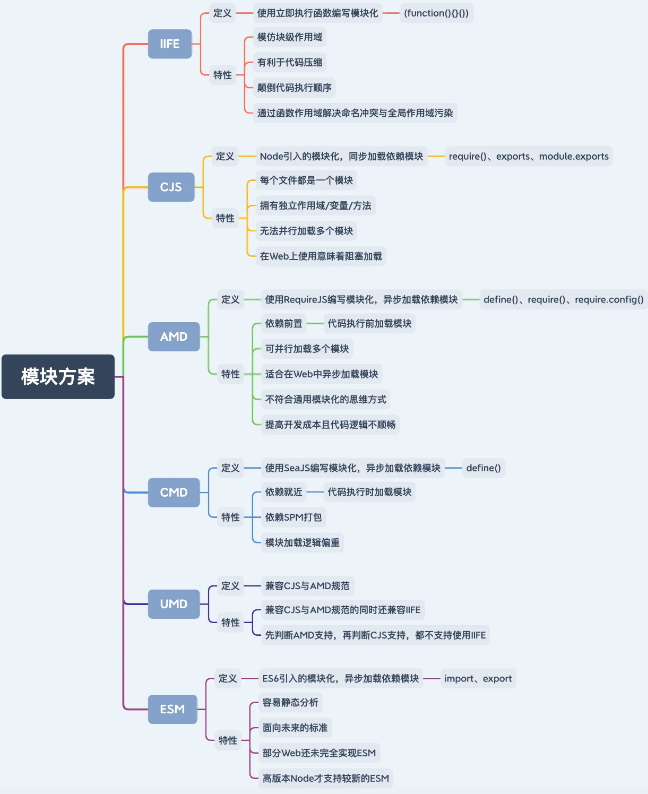 模块方案
IIFE
定义
使用立即执行函数编写模块化
(function(){}{}())
特性
模仿块级作用域
有利于代码压缩
颠倒代码执行顺序
通过函数作用域解决命名冲突与全局作用域污染
CJS
定义
Node引入的模块化，同步加载依赖模块
require()、exports、module.exports
特性
每个文件都是一个模块
拥有独立作用域/变量/方法
无法并行加载多个模块
在Web上使用意味着阻塞加载
AMD
定义
使用RequireJS编写模块化，异步加载依赖模块
define()、require()、require.config()
特性
依赖前置
代码执行前加载模块
可并行加载多个模块
适合在Web中异步加载模块
不符合通用模块化的思维方式
提高开发成本且代码逻辑不顺畅
CMD
定义
使用SeaJS编写模块化，异步加载依赖模块
define()
特性
依赖就近
代码执行时加载模块
依赖SPM打包
模块加载逻辑偏重
UMD
定义
兼容CJS与AMD规范
特性
兼容CJS与AMD规范的同时还兼容IIFE
先判断AMD支持，再判断CJS支持，都不支持使用IIFE
ESM
定义
ES6引入的模块化，异步加载依赖模块
import、export
特性
容易静态分析
面向未来的标准
部分Web还未完全实现ESM
高版本Node才支持较新的ESM